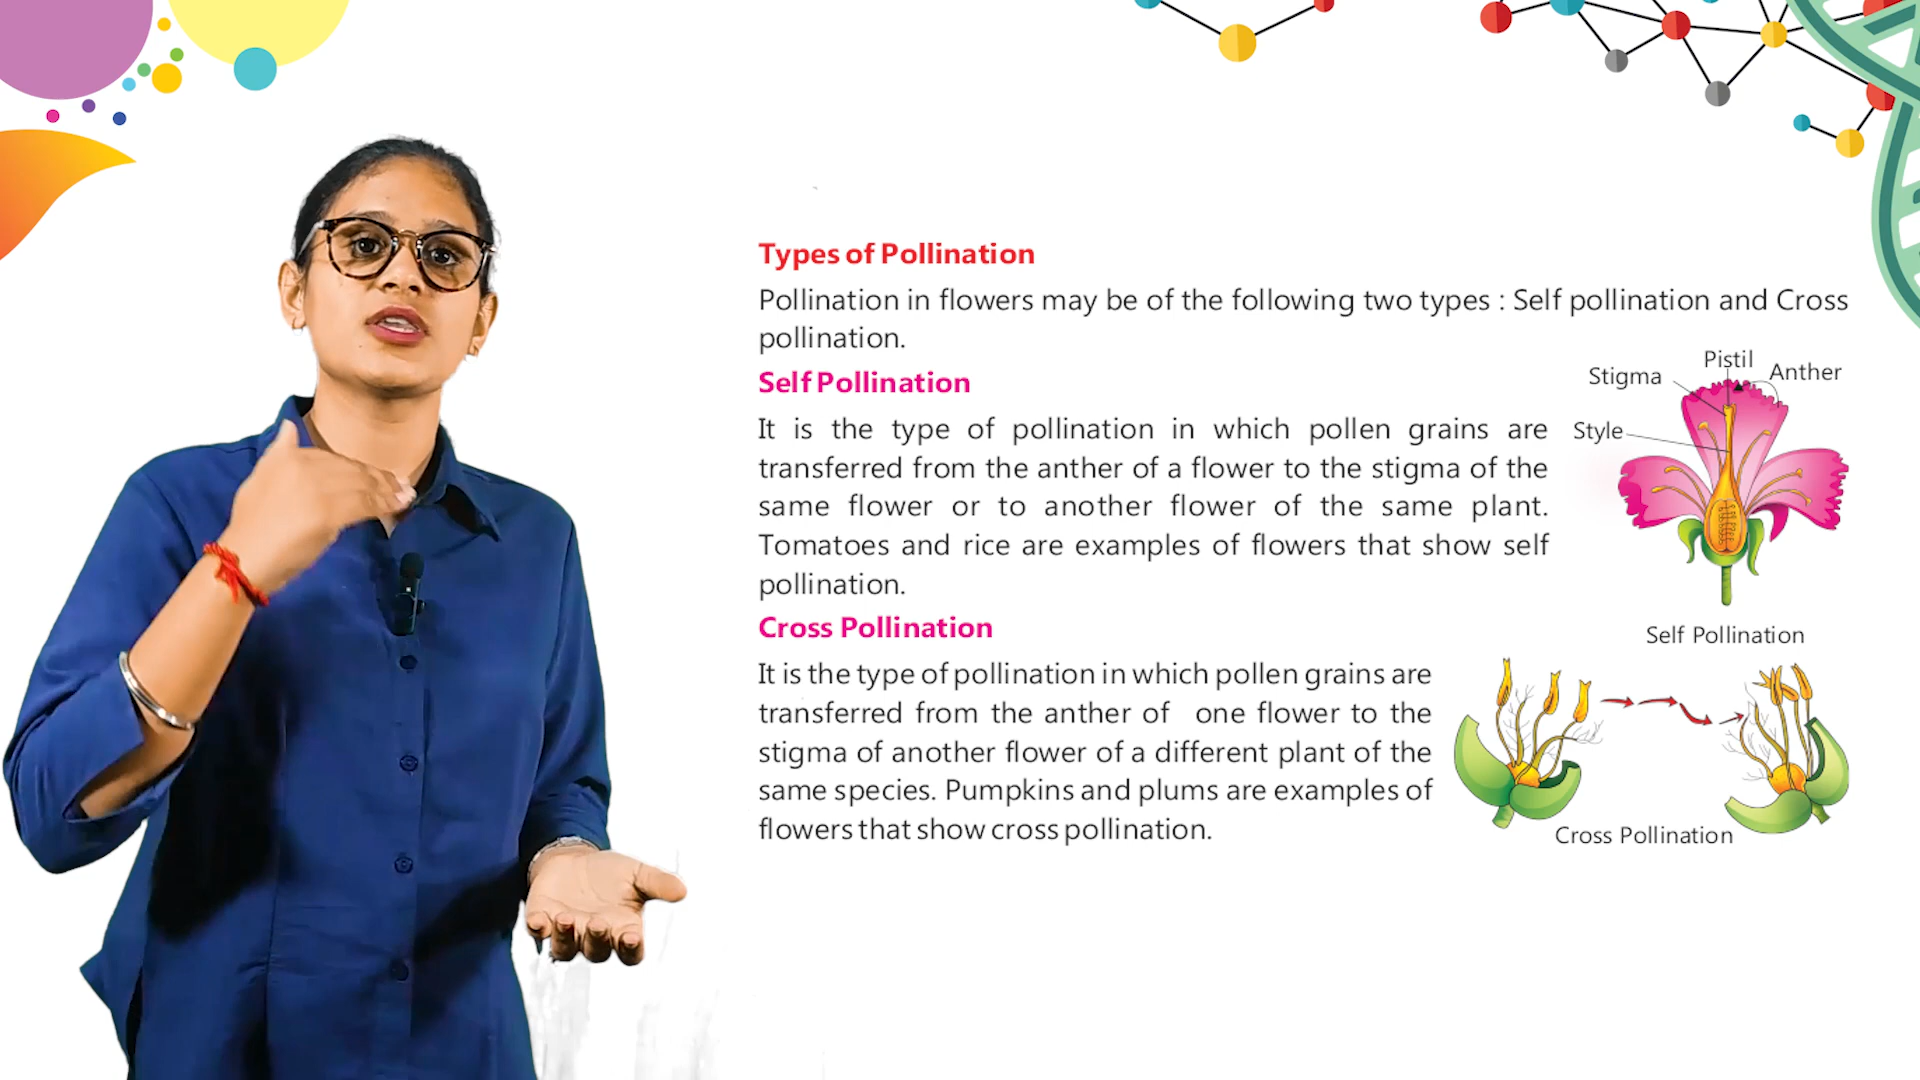 Types of Pollination
Pollination in flowers may be of the following two types : Self pollination and Cross
pollination.
Self Pollination
It is the type of pollination in which pollen grains are
transferred from the anther of a flower to the stigma of the
same flower or to another flower of the same plant.
Tomatoes and rice are examples of flowers that show self
pollination.
Pistil
Stigma
Anther
Style
Self Pollination
Cross Pollination
It is the type of pollination in which pollen grains are
transferred from the anther of one flower to the
stigma of another flower of a different plant of the
same species. Pumpkins and plums are examples of
flowers that show cross pollination.
Cross Pollination